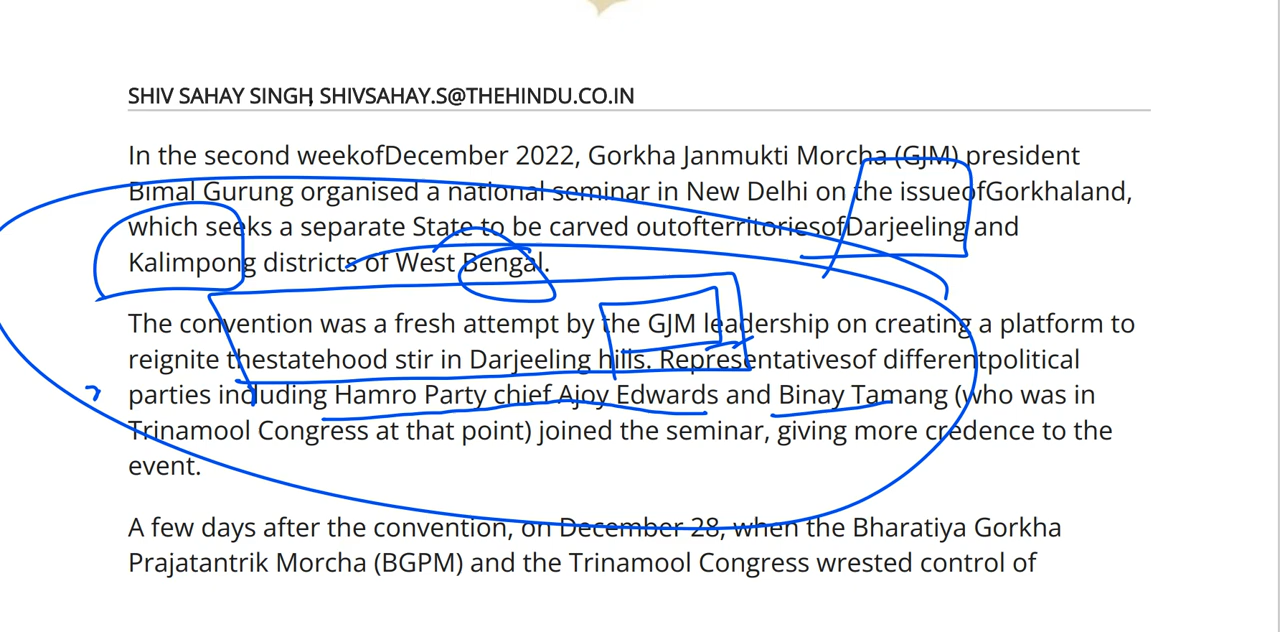 SHIV SAHAY SINGH, SHIVSAHAY.S@THEHINDU.CO.IN
In the second weekofDecember 2022, Gorkha Janmukti Morcha (GJM) president
Bimal Gurung organised a national seminar in New Delhi on the issueofGorkhaland,
which seeks a separate State to be carved outofterritoriesofDarjeeling and
Kalimpong districts of West Bengal.
The convention was a fresh attempt by the GJM leadership on creating a platform to
reignite thestatehood stir in Darjeeling hills. Representativesof differentpolitical
parties including Hamro Party chief Ajoy Edwards and Binay Tamang (who was in
Trinamool Congress at that point) joined the seminar, giving more credence to the
event.
A few days after the convention, on December 28, when the Bharatiya Gorkha
Prajatantrik Morcha (BGPM) and the Trinamool Congress wrested control of